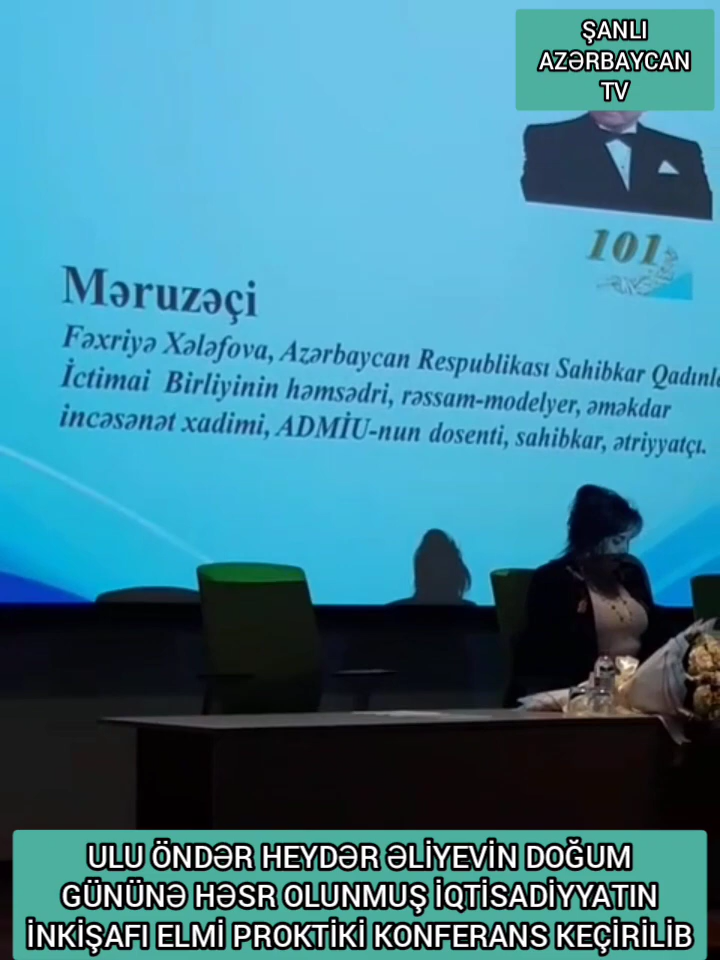 ŞANLI
AZƏRBAYCAN
TV
101
Məruzəçi
Fəxriyə Xələfova, Azərbaycan Respublikası Sahibkar
İctimai Birliyinin həmsədri, rəssam-modelyer, əməkdar
incəsənət xadimi, ADMİU-nun dosenti, sahibkar, ətriyyatçı.
ULU ÖNDƏR HEYDƏR ƏLİYEVİN DOĞUM
GÜNÜNƏ HƏSR OLUNMUŞ İQTİSADİYYATIN
İNKİŞAFI ELMİ PROKTİKİ KONFERANS KEÇİRİLİB